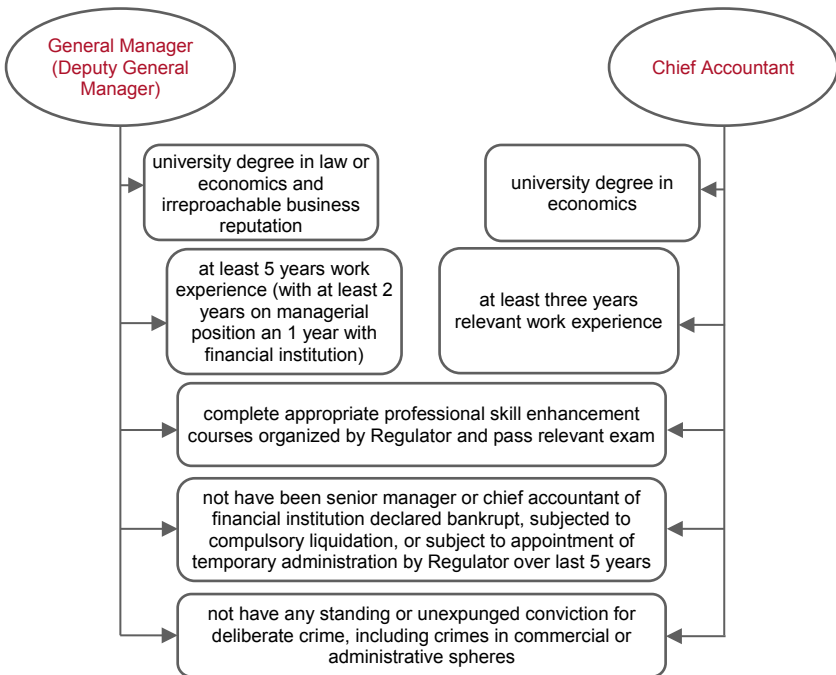 General Manager
(Deputy General
Manager)
Chief Accountant
university degree in law or
economics and
irreproachable business
reputation
university degree in
economics
at least 5 years work
experience (with at least 2
years on managerial
position an 1 year with
financial institution)
at least three years
relevant work experience
complete appropriate professional skill enhancement
courses organized by Regulator and pass relevant exam
not have been senior manager or chief accountant of
financial institution declared bankrupt, subjected to
compulsory liquidation, or subject to appointment of
temporary administration by Regulator over last 5 years
not have any standing or unexpunged conviction for
deliberate crime, including crimes in commercial or
administrative spheres